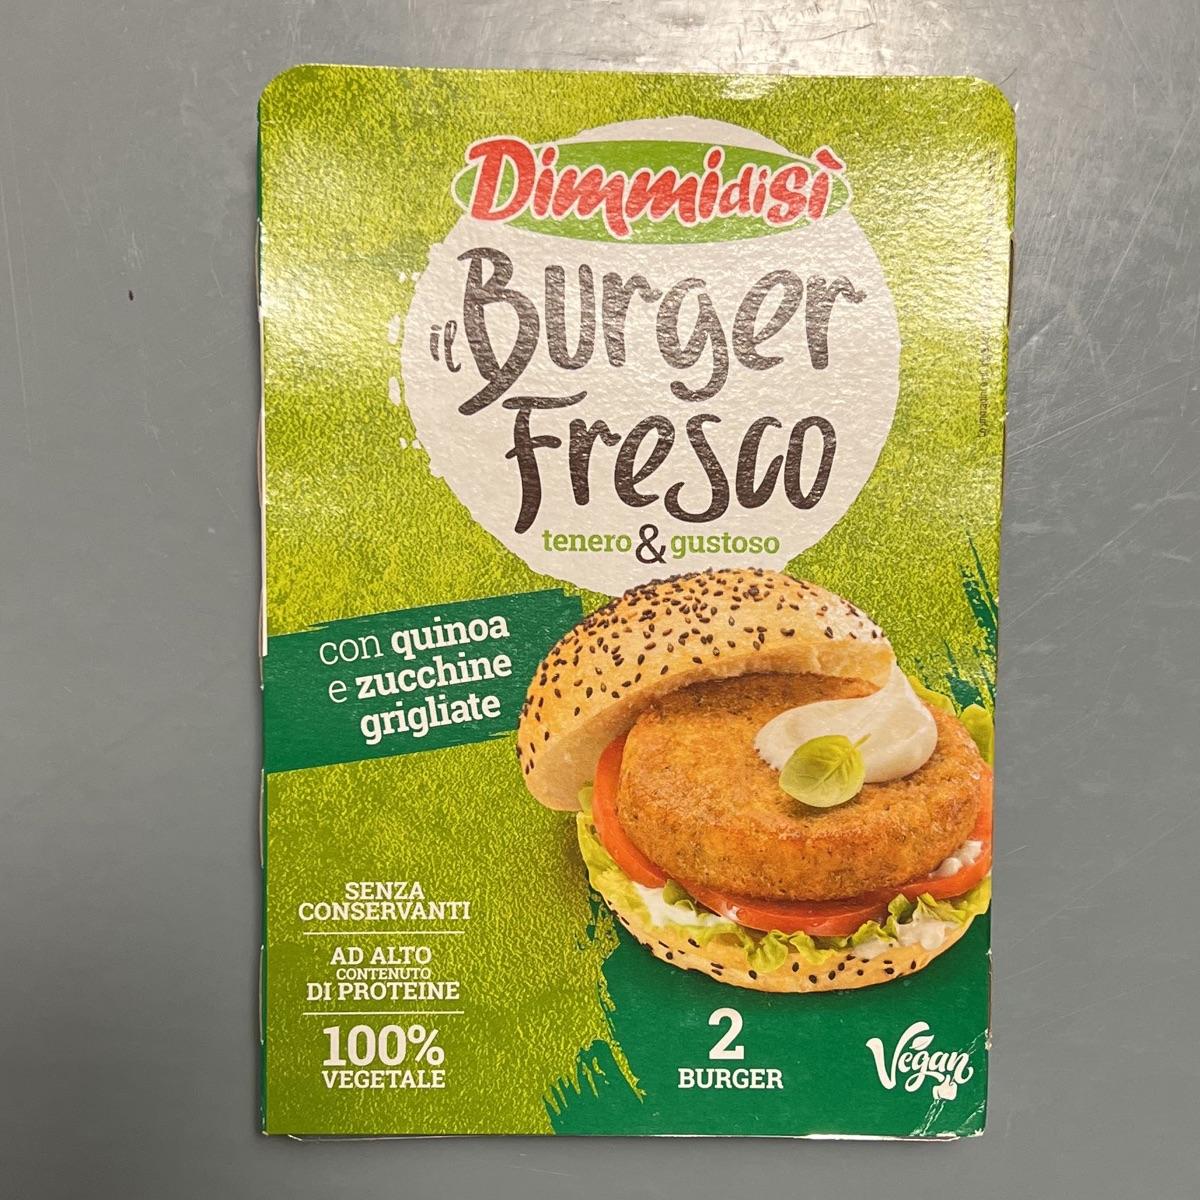 Dimmidisì
il Burger
Fresco
tenero & gustoso
con quinoa
e zucchine
grigliate
SENZA
CONSERVANTI
AD ALTO
CONTENUTO
DI PROTEINE
100%
VEGETALE
2
BURGER
Vegan